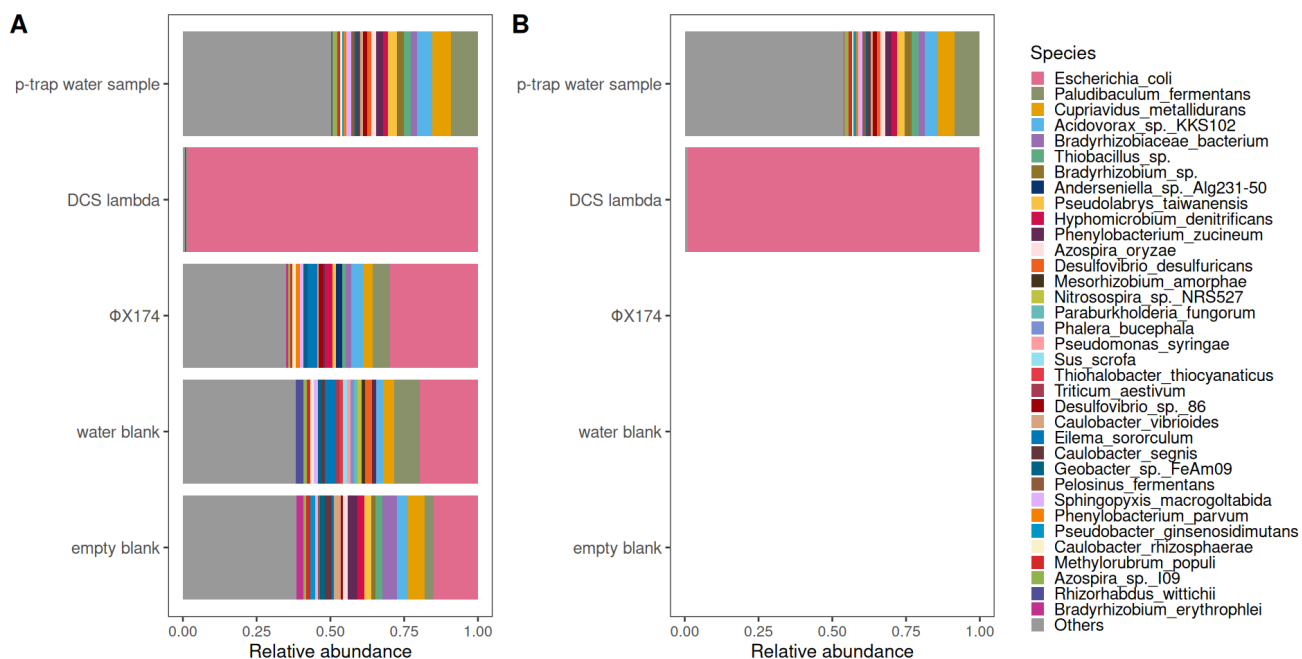 A
B
p-trap water sample
DCS lambda
ΦX174
water blank
empty blank
0.00 0.25 0.50 0.75 1.00
Relative abundance
p-trap water sample
DCS lambda
ΦX174
water blank
empty blank
0.00 0.25 0.50 0.75 1.00
Relative abundance
Species
Escherichia_coli
Paludibaculum_fermentans
Cupriavidus_metallidurans
Acidovorax_sp._KKS102
Bradyrhizobiaceae_bacterium
Thiobacillus_sp.
Bradyrhizobium_sp.
Anderseniella_sp._Alg231-50
Pseudolabrys_taiwanensis
Hyphomicrobium_denitrificans
Phenylobacterium_zucineum
Azospira_oryzae
Desulfovibrio_desulfuricans
Mesorhizobium_amorphae
Nitrosospira_sp._NRS527
Paraburkholderia_fungorum
Phalera_bucephala
Pseudomonas_syringae
Sus_scrofa
Thiohalobacter_thiocyanaticus
Triticum_aestivum
Desulfovibrio_sp._86
Caulobacter_vibrioides
Eilema_sororculum
Caulobacter_segnis
Geobacter_sp._FeAm09
Pelosinus_fermentans
Sphingopyxis_macrogoltabida
Phenylobacterium_parvum
Pseudobacter_ginsenosidimutans
Caulobacter_rhizosphaerae
Methylorubrum_populi
Azospira_sp._I09
Rhizorhabdus_wittichii
Bradyrhizobium_erythrophlei
Others